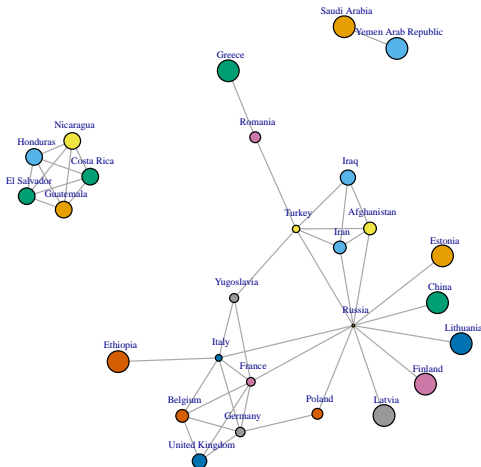 Saudi Arabia
Yemen Arab Republic
Greece
Romania
Nicaragua
Honduras
Costa Rica
El Salvador
Guatemala
Iraq
Turkey
Afghanistan
Iran
Estonia
Yugoslavia
China
Russia
Lithuania
Italy
Ethiopia
France
Finland
Belgium
Poland
Latvia
Germany
United Kingdom